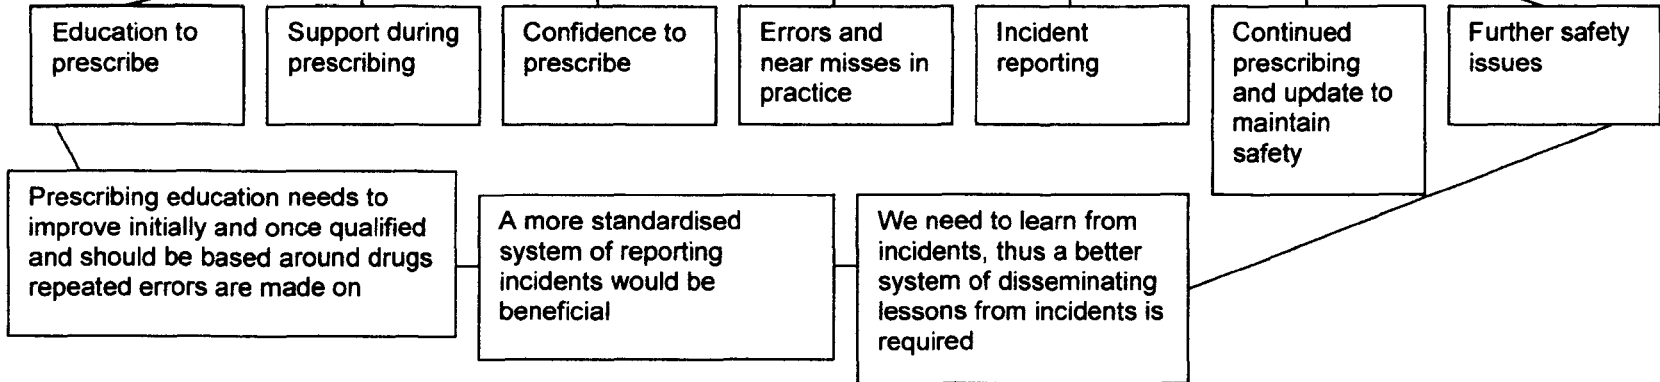 Education to
prescribe
Support during
prescribing
Confidence to
prescribe
Errors and
near misses in
practice
Incident
reporting
Continued
prescribing
and update to
maintain
safety
Further safety
issues
Prescribing education needs to
improve initially and once qualified
and should be based around drugs
repeated errors are made on
A more standardised
system of reporting
incidents would be
beneficial
We need to learn from
incidents, thus a better
system of disseminating
lessons from incidents is
required